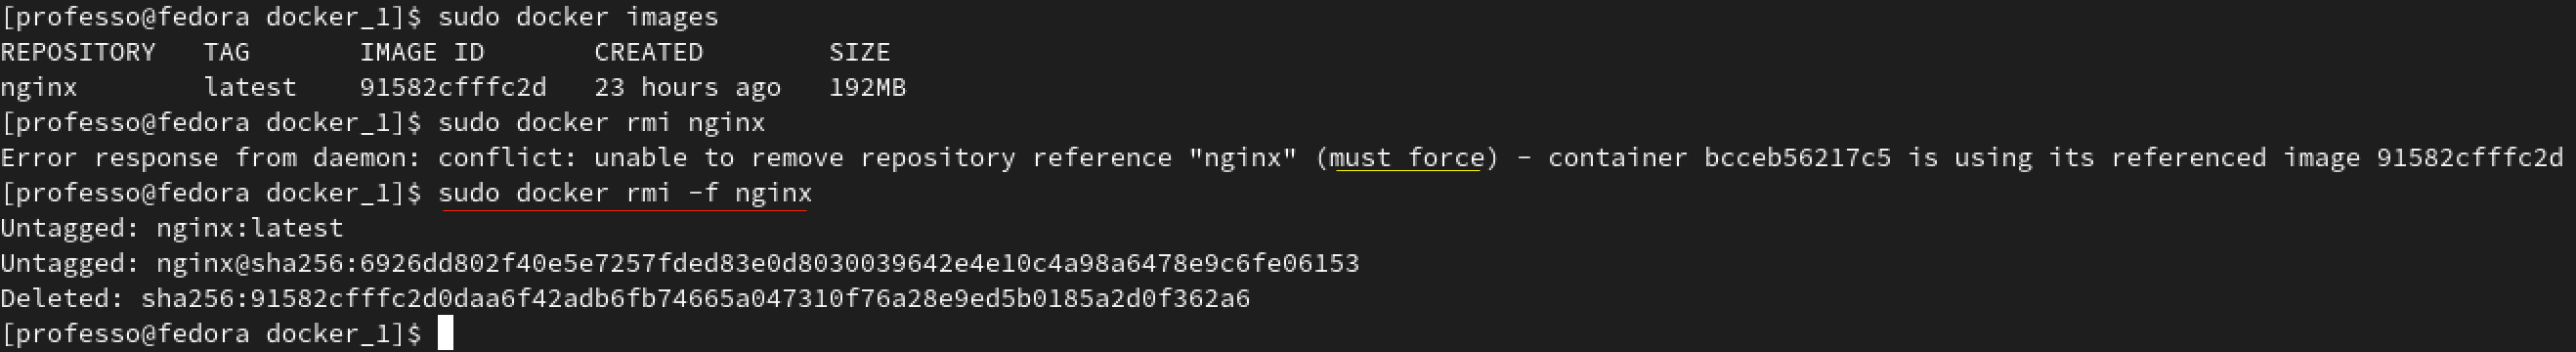 [professo@fedora docker_1]$ sudo docker images
REPOSITORY   TAG       IMAGE ID       CREATED        SIZE
nginx        latest    91582cfffc2d   23 hours ago   192MB
[professo@fedora docker_1]$ sudo docker rmi nginx
Error response from daemon: conflict: unable to remove repository reference "nginx" (must force) - container bcceb56217c5 is using its referenced image 91582cfffc2d
[professo@fedora docker_1]$ sudo docker rmi -f nginx
Untagged: nginx:latest
Untagged: nginx@sha256:6926dd802f40e5e7257fded83e0d8030039642e4e10c4a98a6478e9c6fe06153
Deleted: sha256:91582cfffc2d0daa6f42adb6fb74665a047310f76a28e9ed5b0185a2d0f362a6
[professo@fedora docker_1]$